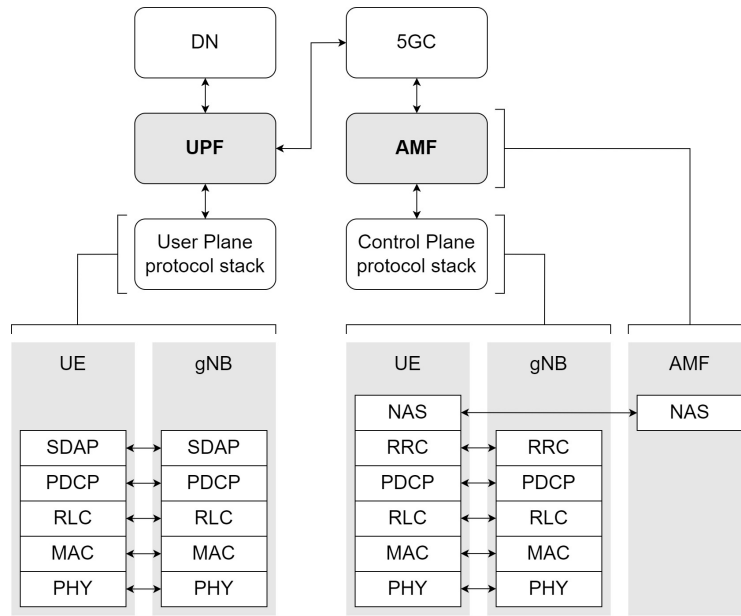 DN
5GC
UPF
AMF
User Plane
protocol stack
Control Plane
protocol stack
UE
gNB
UE
gNB
AMF
NAS
NAS
SDAP
SDAP
RRC
RRC
PDCP
PDCP
PDCP
PDCP
RLC
RLC
RLC
RLC
MAC
MAC
MAC
MAC
PHY
PHY
PHY
PHY